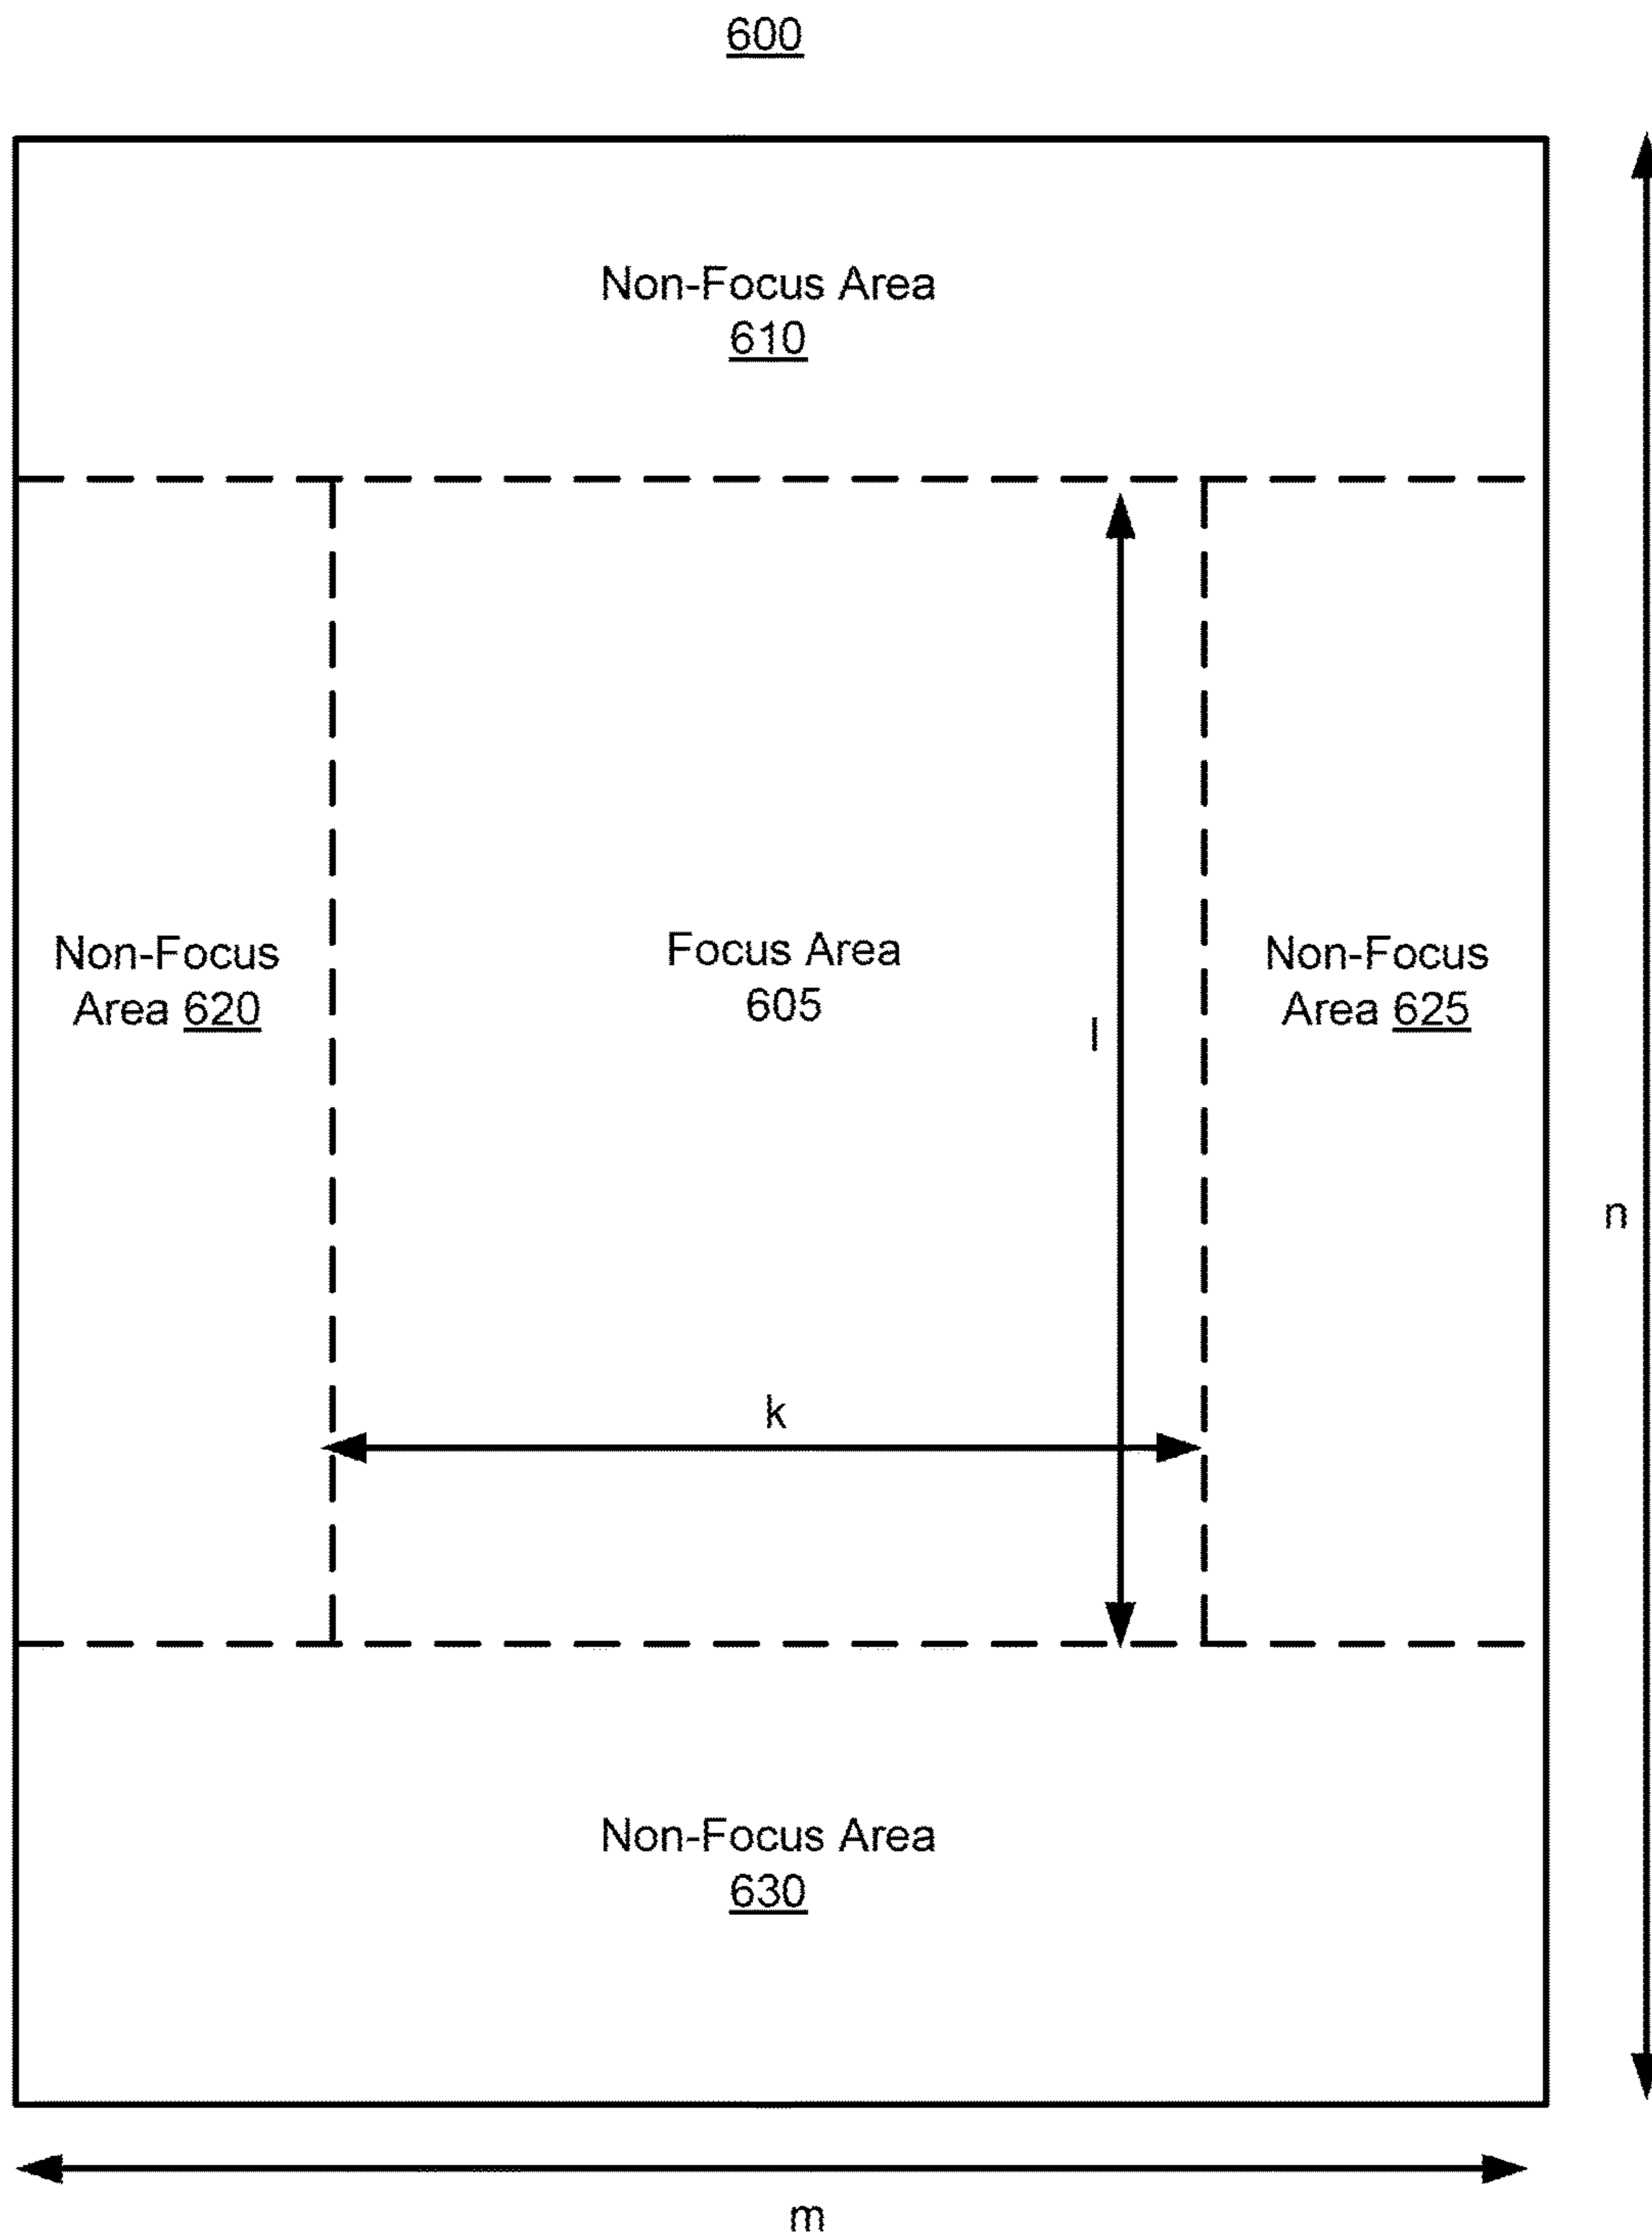 600
Non-Focus Area
610
Non-Focus
Area 620
Focus Area
605
l
Non-Focus
Area 625
n
k
Non-Focus Area
630
m